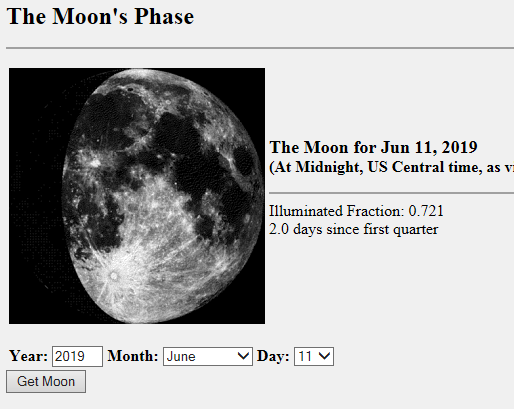 The Moon's Phase
The Moon for Jun 11, 2019
(At Midnight, US Central time, as
Illuminated Fraction: 0.721
2.0 days since first quarter
Year: 2019 Month: June Day: 11
Get Moon